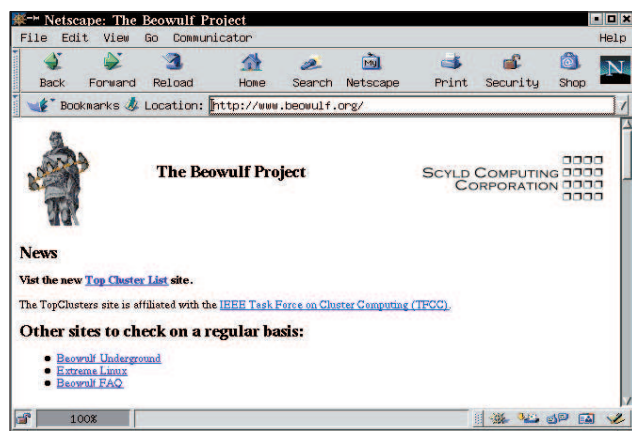 Netscape: The Beowulf Project
File Edit View Go Communicator Help
Back Forward Reload Home Search Netscape Print Security Shop
My
N
Bookmarks Location: http://www.beowulf.org/
The Beowulf Project
SCYLD COMPUTING
CORPORATION
News
Vist the new Top Cluster List site.
The TopClusters site is affiliated with the IEEE Task Force on Cluster Computing (TFCC).
Other sites to check on a regular basis:
Beowulf Underground
Extreme Linux
Beowulf FAQ
100%